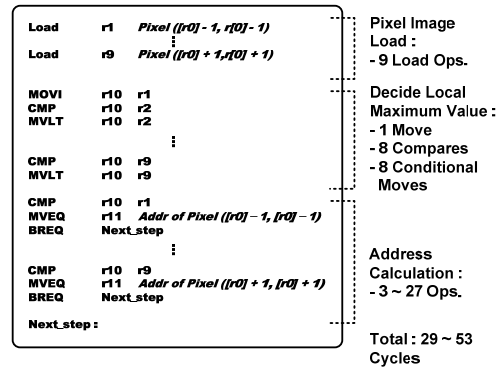 Load r1 Pixel ([r0] - 1, r[0] - 1)
Load r9 Pixel ([r0] + 1,r[0] + 1)
MOVI r10 r1
CMP r10 r2
MVLT r10 r2
CMP r10 r9
MVLT r10 r9
CMP r10 r1
MVEQ r11 Addr of Pixel ([r0] – 1, [r0] – 1)
BREQ Next_step
CMP r10 r9
MVEQ r11 Addr of Pixel ([r0] + 1, [r0] + 1)
BREQ Next_step
Next_step :
Pixel Image
Load :
- 9 Load Ops.
Decide Local
Maximum Value :
- 1 Move
- 8 Compares
- 8 Conditional
Moves
Address
Calculation :
- 3 ~ 27 Ops.
Total : 29 ~ 53
Cycles